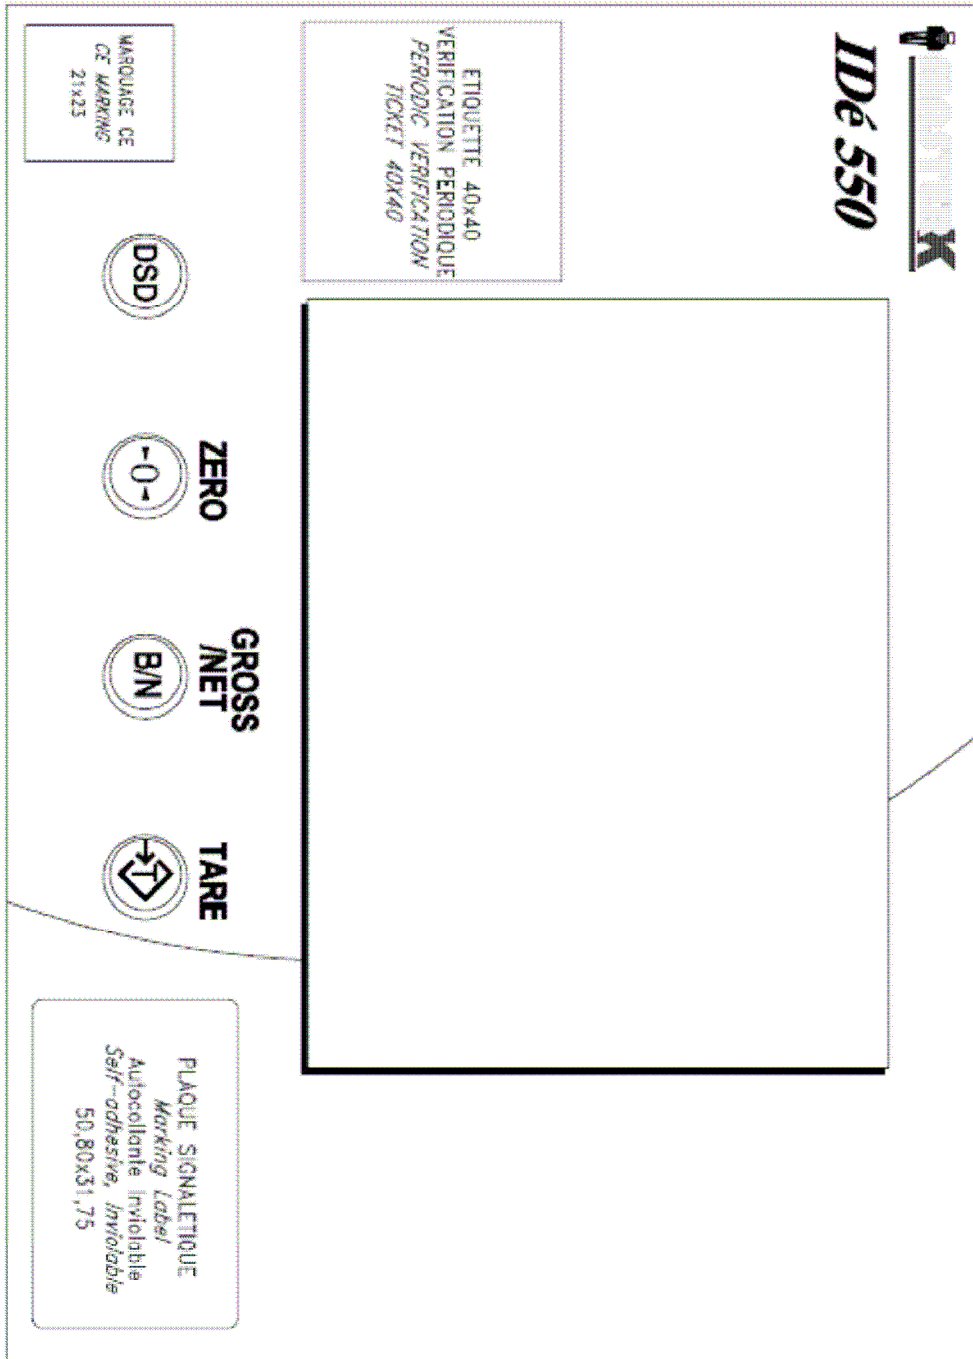 IDé 550
ETIQUETTE 40x40
VERIFICATION PERIODIQUE
PERIODIC VERIFICATION
TICKET 40X40
MARQUAGE CE
CE MARKING
21x23
DSD
ZERO
-0-
GROSS
/NET
B/N
TARE
T
PLAQUE SIGNALETIQUE
Marking Label
Autocollante Inviolable
Self-adhesive, Inviolable
50,80x31,75